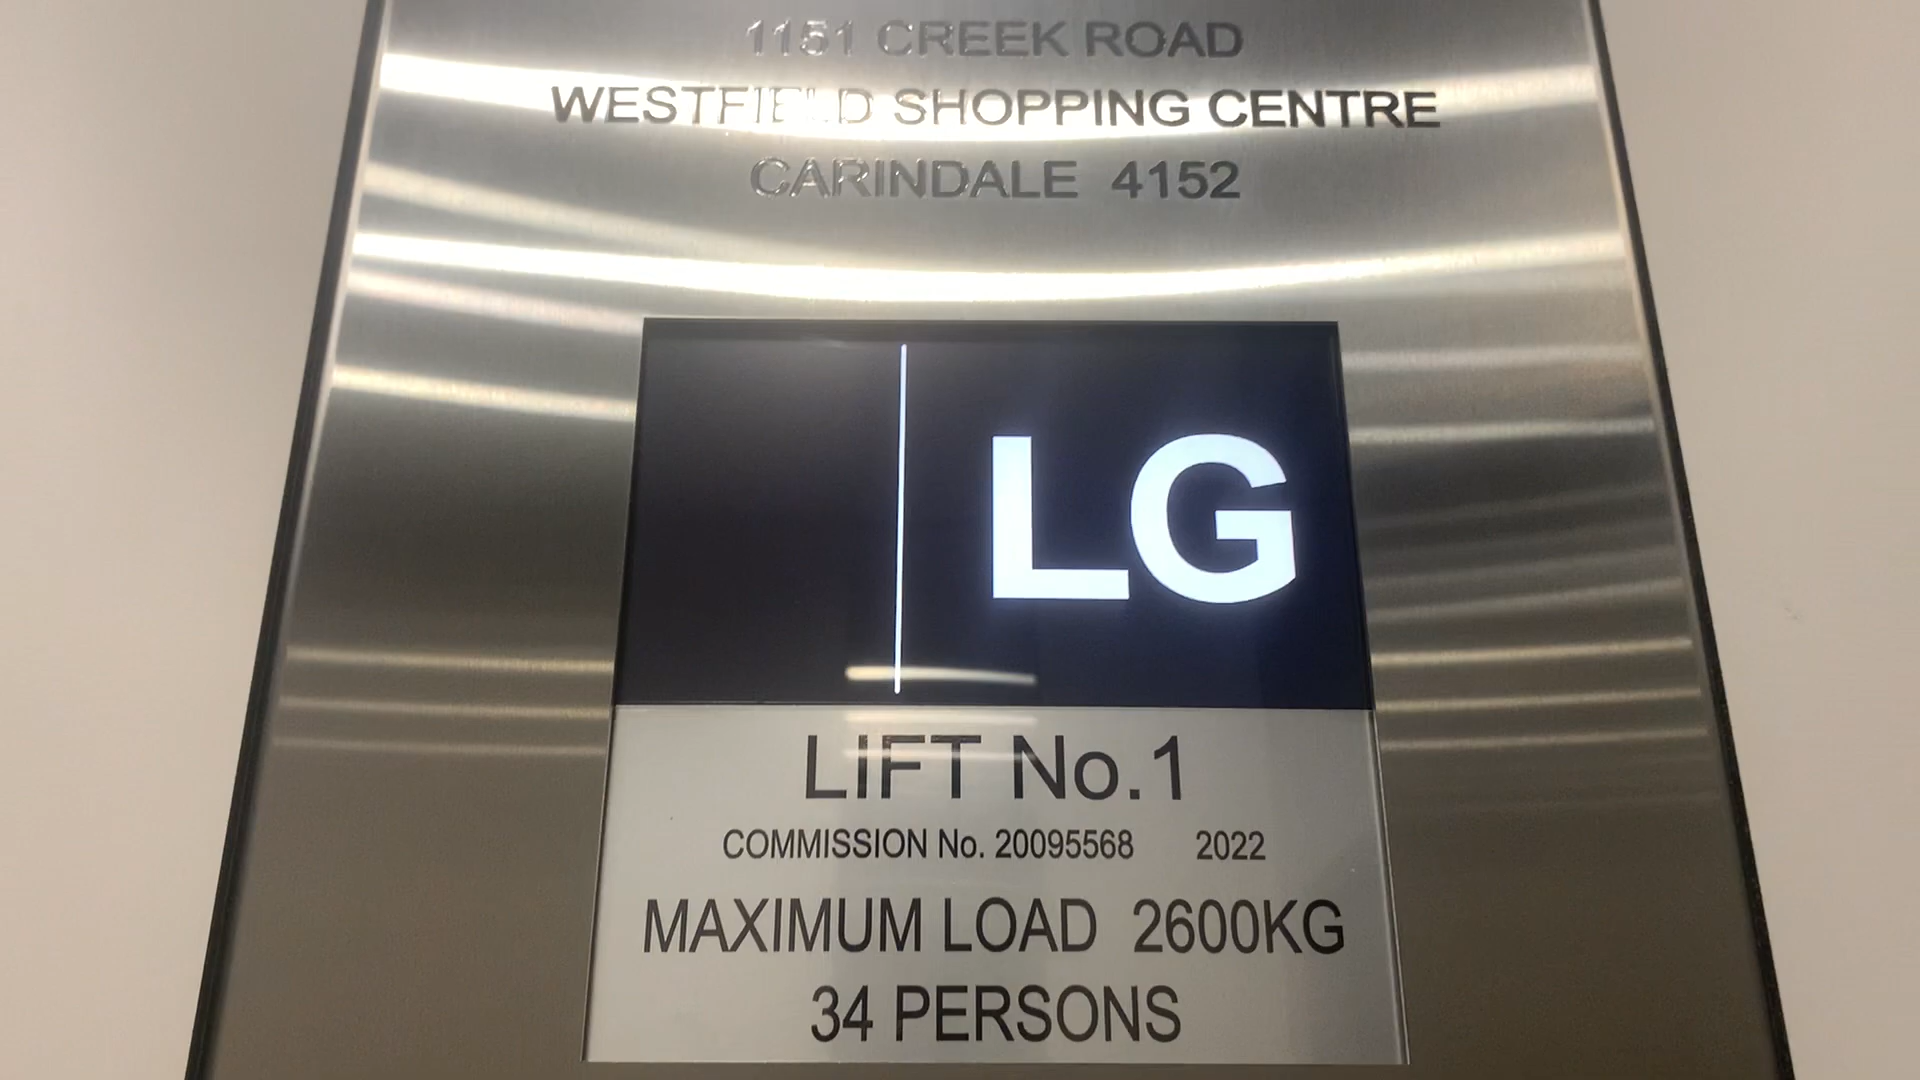 1151 CREEK ROAD
WESTFIELD SHOPPING CENTRE
CARINDALE 4152
LG
LIFT No.1
COMMISSION No. 20095568 2022
MAXIMUM LOAD 2600KG
34 PERSONS